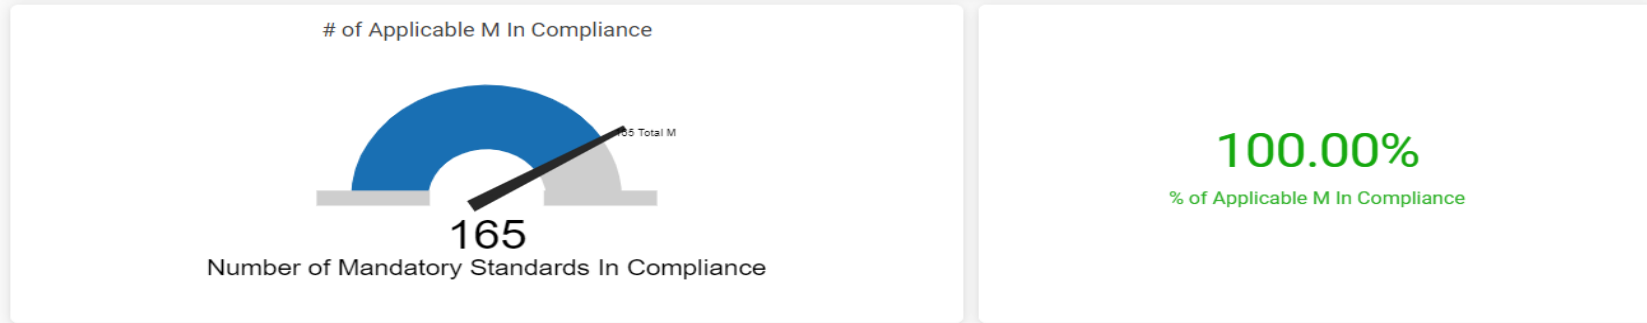 # of Applicable M In Compliance
Total M
165
Number of Mandatory Standards In Compliance
100.00%
% of Applicable M In Compliance